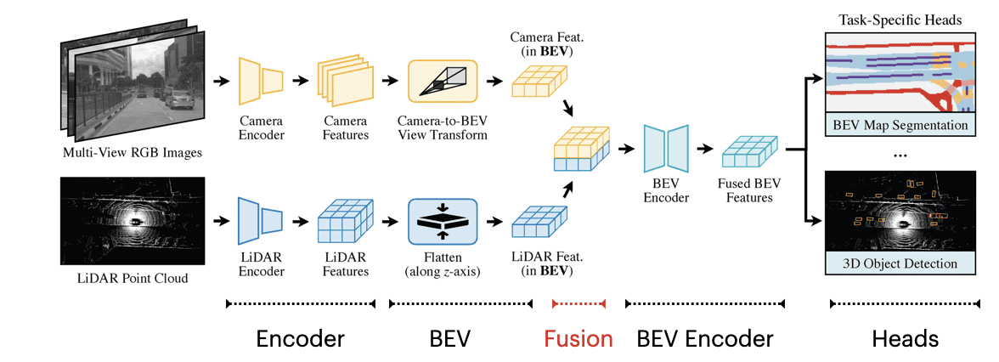 Task-Specific Heads
Camera Feat.
(in BEV)
Camera
Encoder
Camera
Features
Camera-to-BEV
View Transform
BEV Map Segmentation
Multi-View RGB Images
...
BEV
Encoder
Fused BEV
Features
LiDAR
Encoder
LiDAR
Features
Flatten
(along z-axis)
LiDAR Feat.
(in BEV)
3D Object Detection
LiDAR Point Cloud
Encoder
BEV
Fusion
BEV Encoder
Heads